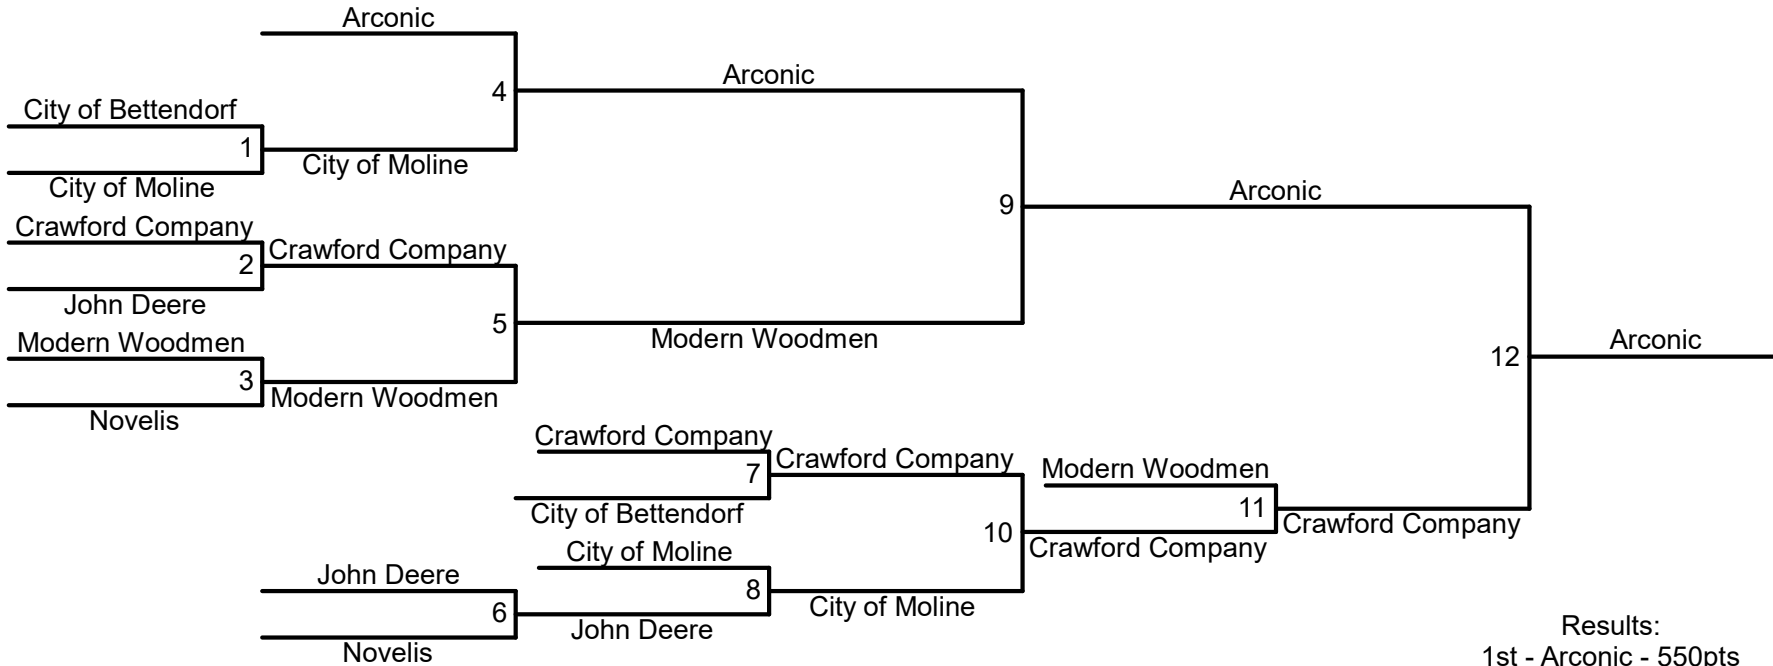 Arconic
Arconic
4
City of Bettendorf
1
City of Moline
City of Moline
Crawford Company
Arconic
9
Crawford Company
2
John Deere
5
Modern Woodmen
Modern Woodmen
3
Modern Woodmen
Novelis
Arconic
12
Crawford Company
7
Crawford Company
City of Bettendorf
Modern Woodmen
11
Crawford Company
10
Crawford Company
City of Moline
8
City of Moline
John Deere
6
John Deere
Novelis
Results:
1st - Arconic - 550pts